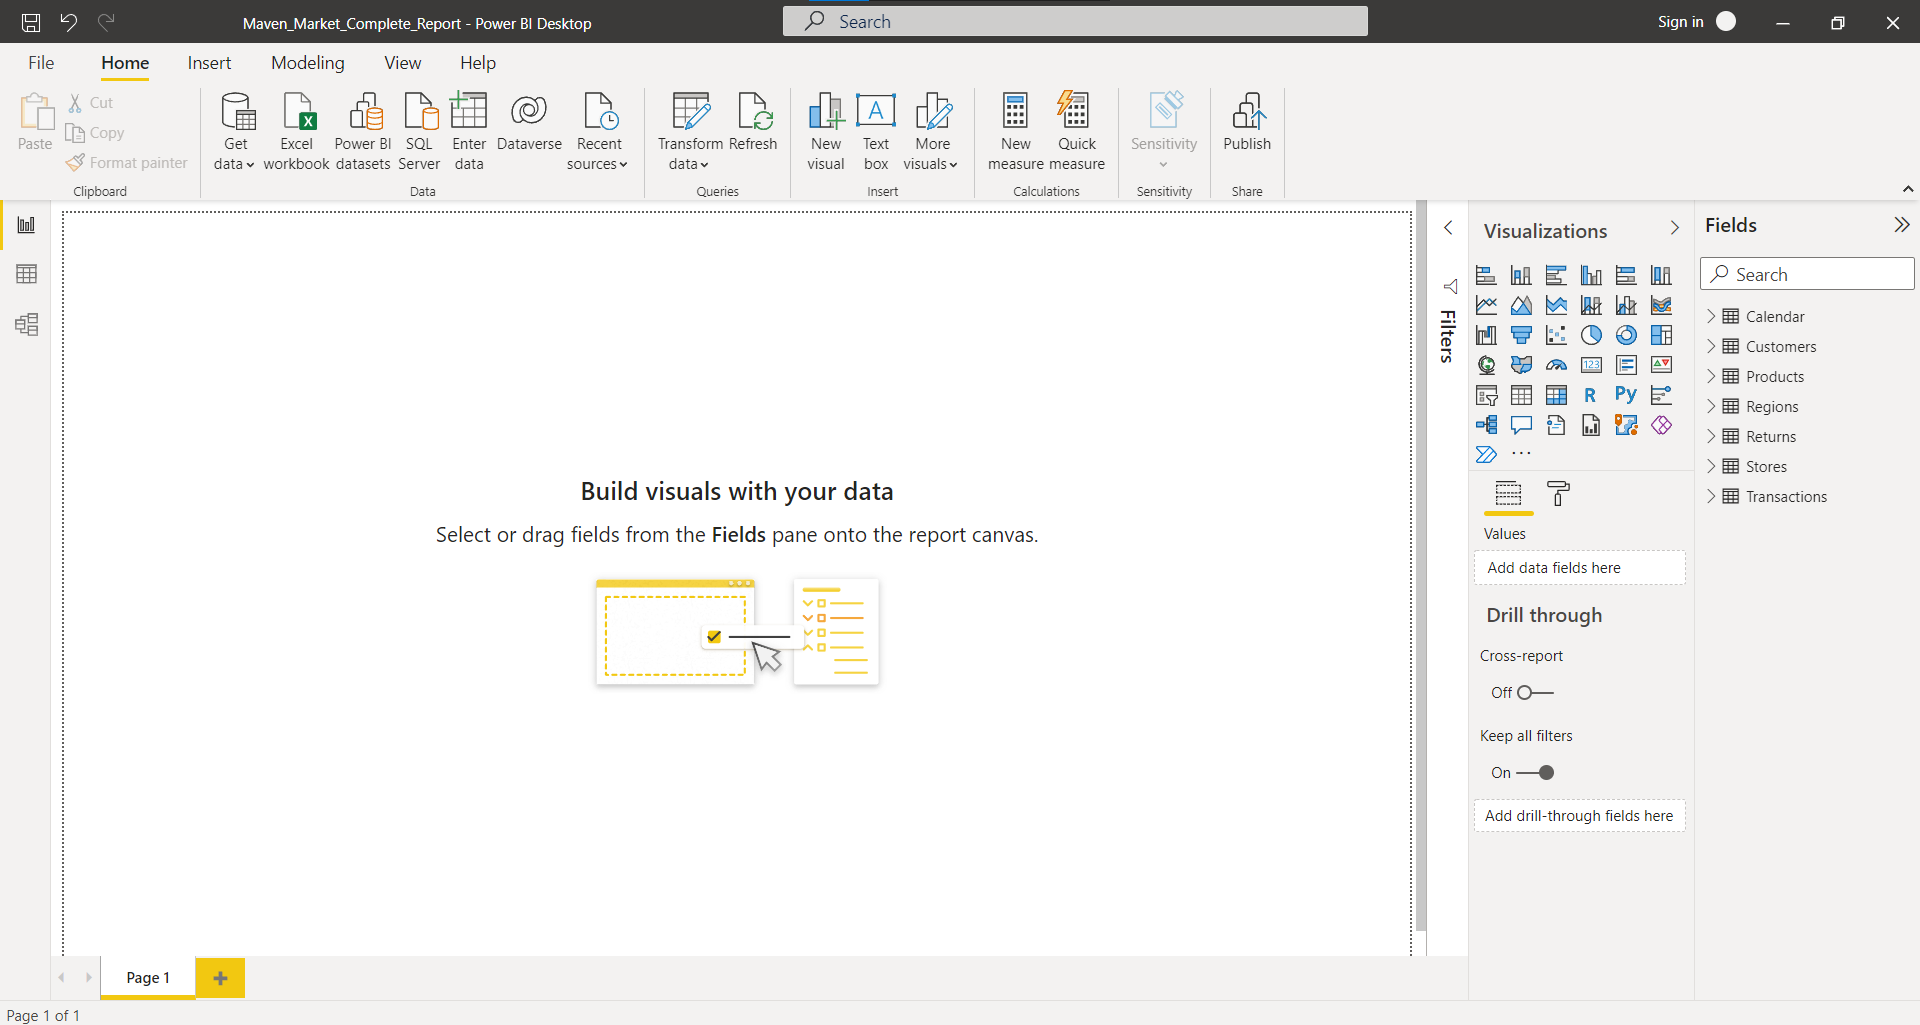 Maven_Market_Complete_Report - Power BI Desktop
Search
Sign in
File
Home
Insert
Modeling
View
Help
Paste
Cut
Copy
Format painter
Clipboard
Get
data
Excel
workbook
Power BI
datasets
SQL
Server
Enter
data
Dataverse
Recent
sources
Data
Transform
data
Refresh
Queries
New
visual
Text
box
More
visuals
Insert
New
measure
Quick
measure
Calculations
Sensitivity
Sensitivity
Publish
Share
Build visuals with your data
Select or drag fields from the Fields pane onto the report canvas.
Filters
Visualizations
123
R
Py
Values
Add data fields here
Drill through
Cross-report
Off
Keep all filters
On
Add drill-through fields here
Fields
Search
Calendar
Customers
Products
Regions
Returns
Stores
Transactions
Page 1
Page 1 of 1